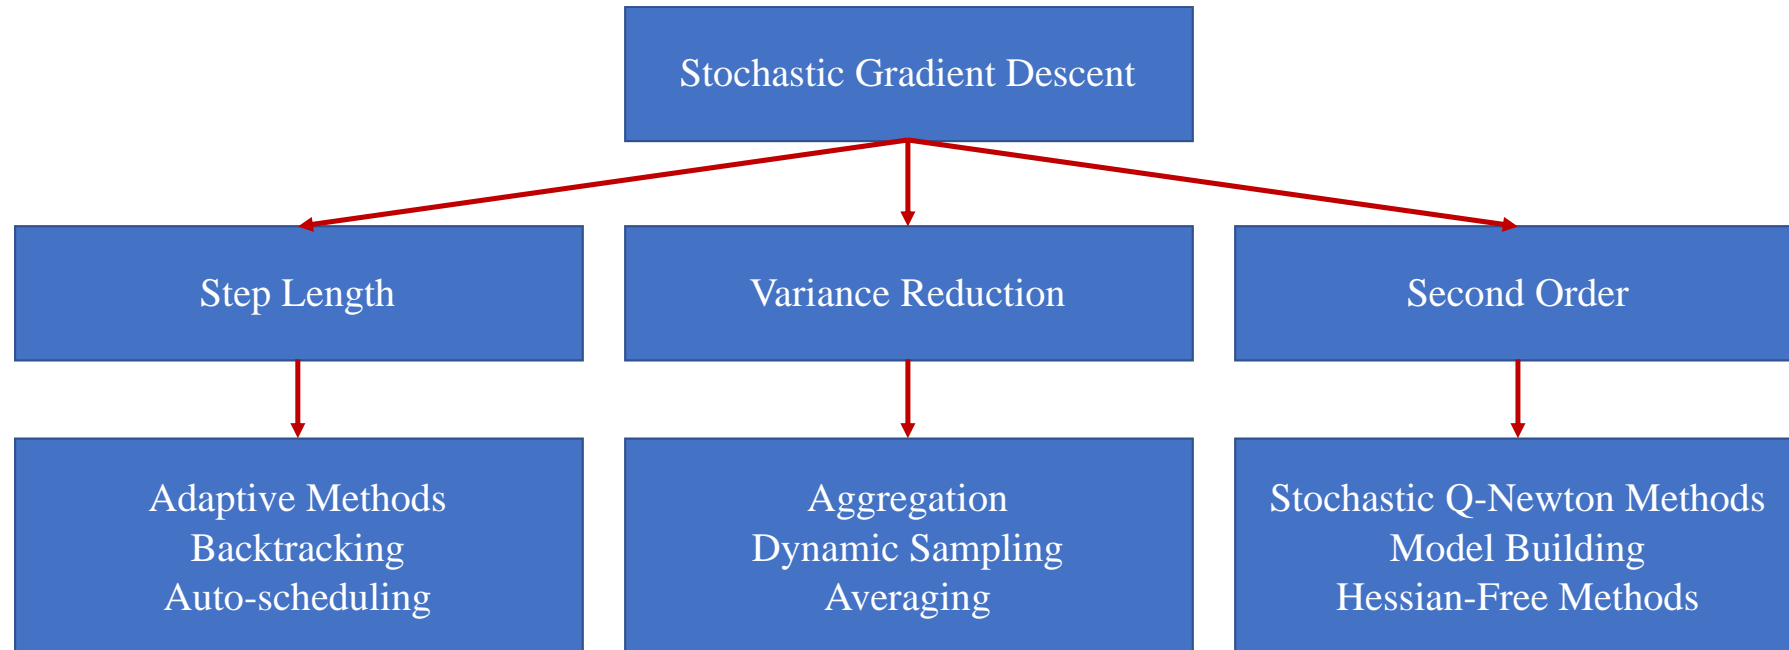 Stochastic Gradient Descent
Step Length
Variance Reduction
Second Order
Adaptive Methods
Backtracking
Auto-scheduling
Aggregation
Dynamic Sampling
Averaging
Stochastic Q-Newton Methods
Model Building
Hessian-Free Methods